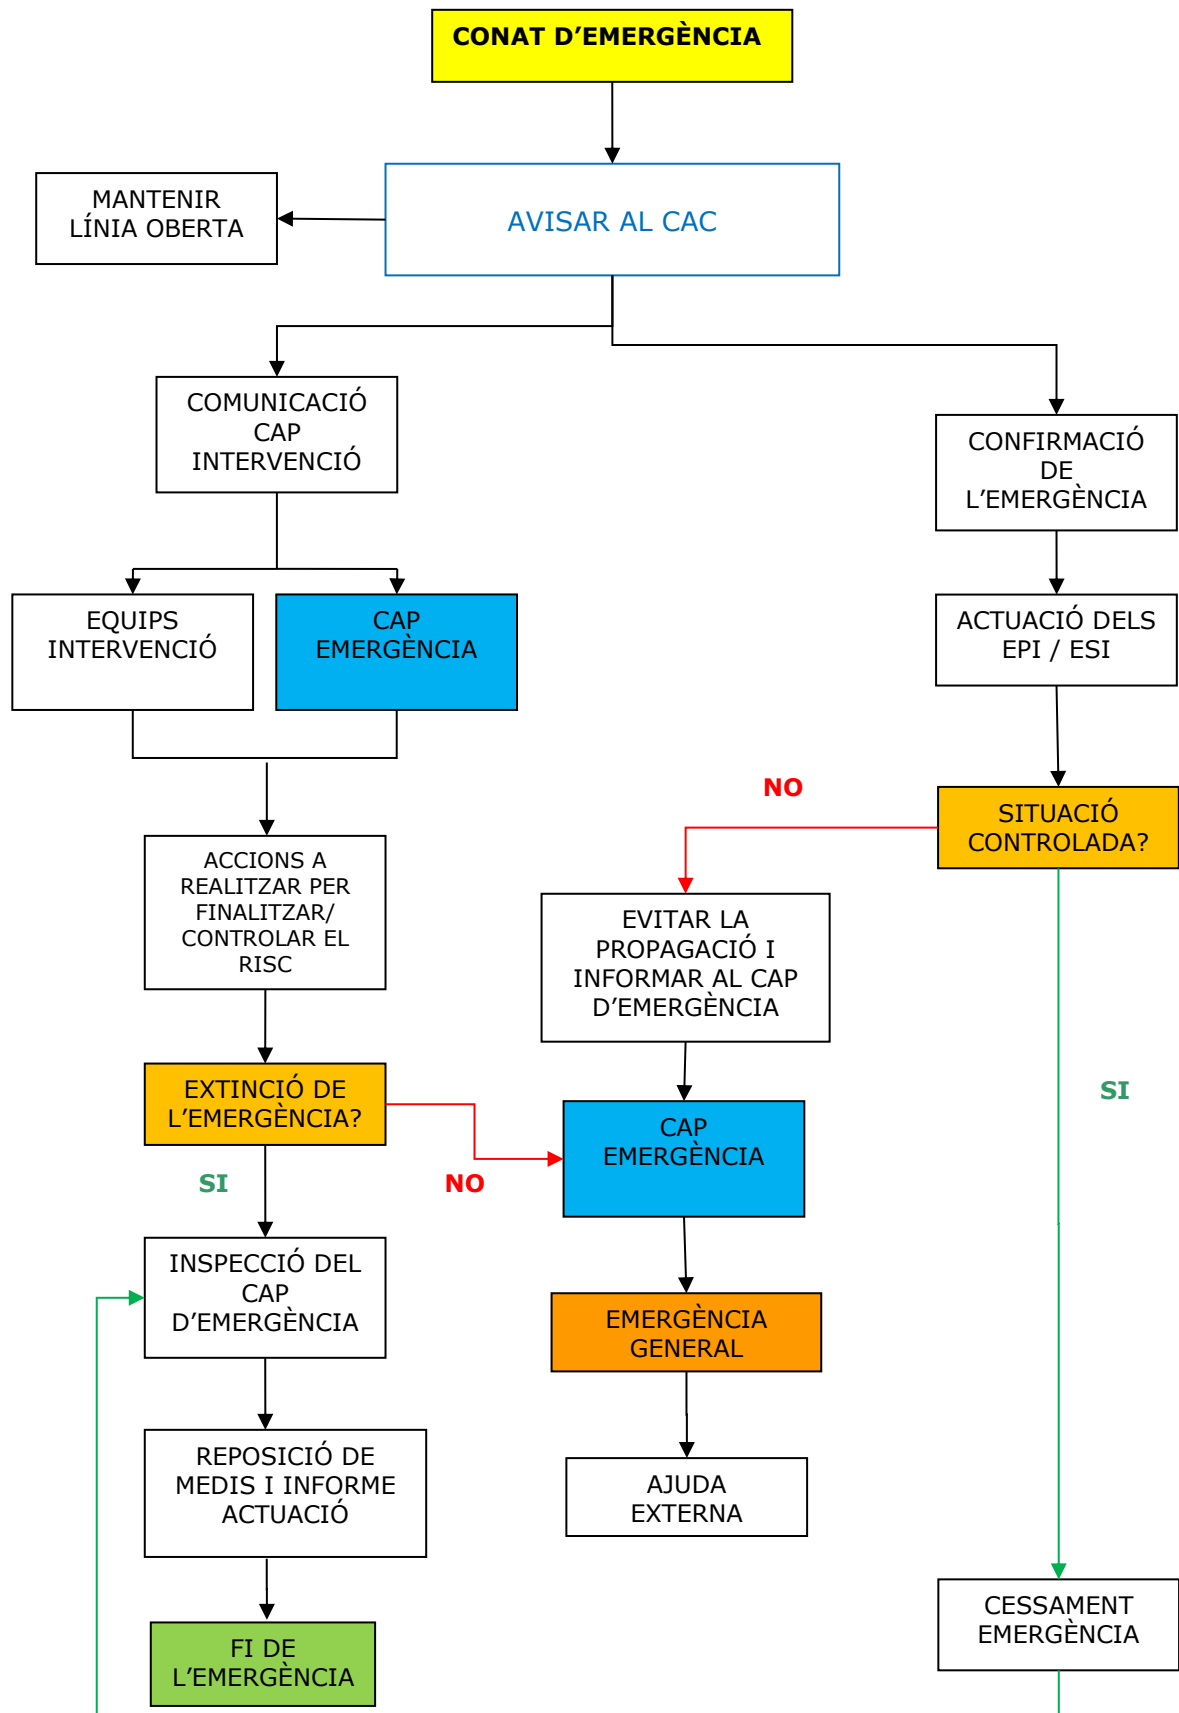 CONAT D'EMERGÈNCIA
MANTENIR
LÍNIA OBERTA
AVISAR AL CAC
COMUNICACIÓ
CAP
INTERVENCIÓ
CONFIRMACIÓ
DE
L'EMERGÈNCIA
EQUIPS
INTERVENCIÓ
CAP
EMERGÈNCIA
ACTUACIÓ DELS
EPI / ESI
NO
SITUACIÓ
CONTROLADA?
ACCIONS A
REALITZAR PER
FINALITZAR/
CONTROLAR EL
RISC
EVITAR LA
PROPAGACIÓ I
INFORMAR AL CAP
D'EMERGÈNCIA
EXTINCIÓ DE
L'EMERGÈNCIA?
SI
CAP
EMERGÈNCIA
SI
NO
INSPECCIÓ DEL
CAP
D'EMERGÈNCIA
EMERGÈNCIA
GENERAL
REPOSICIÓ DE
MEDIS I INFORME
ACTUACIÓ
AJUDA
EXTERNA
CESSAMENT
EMERGÈNCIA
FI DE
L'EMERGÈNCIA